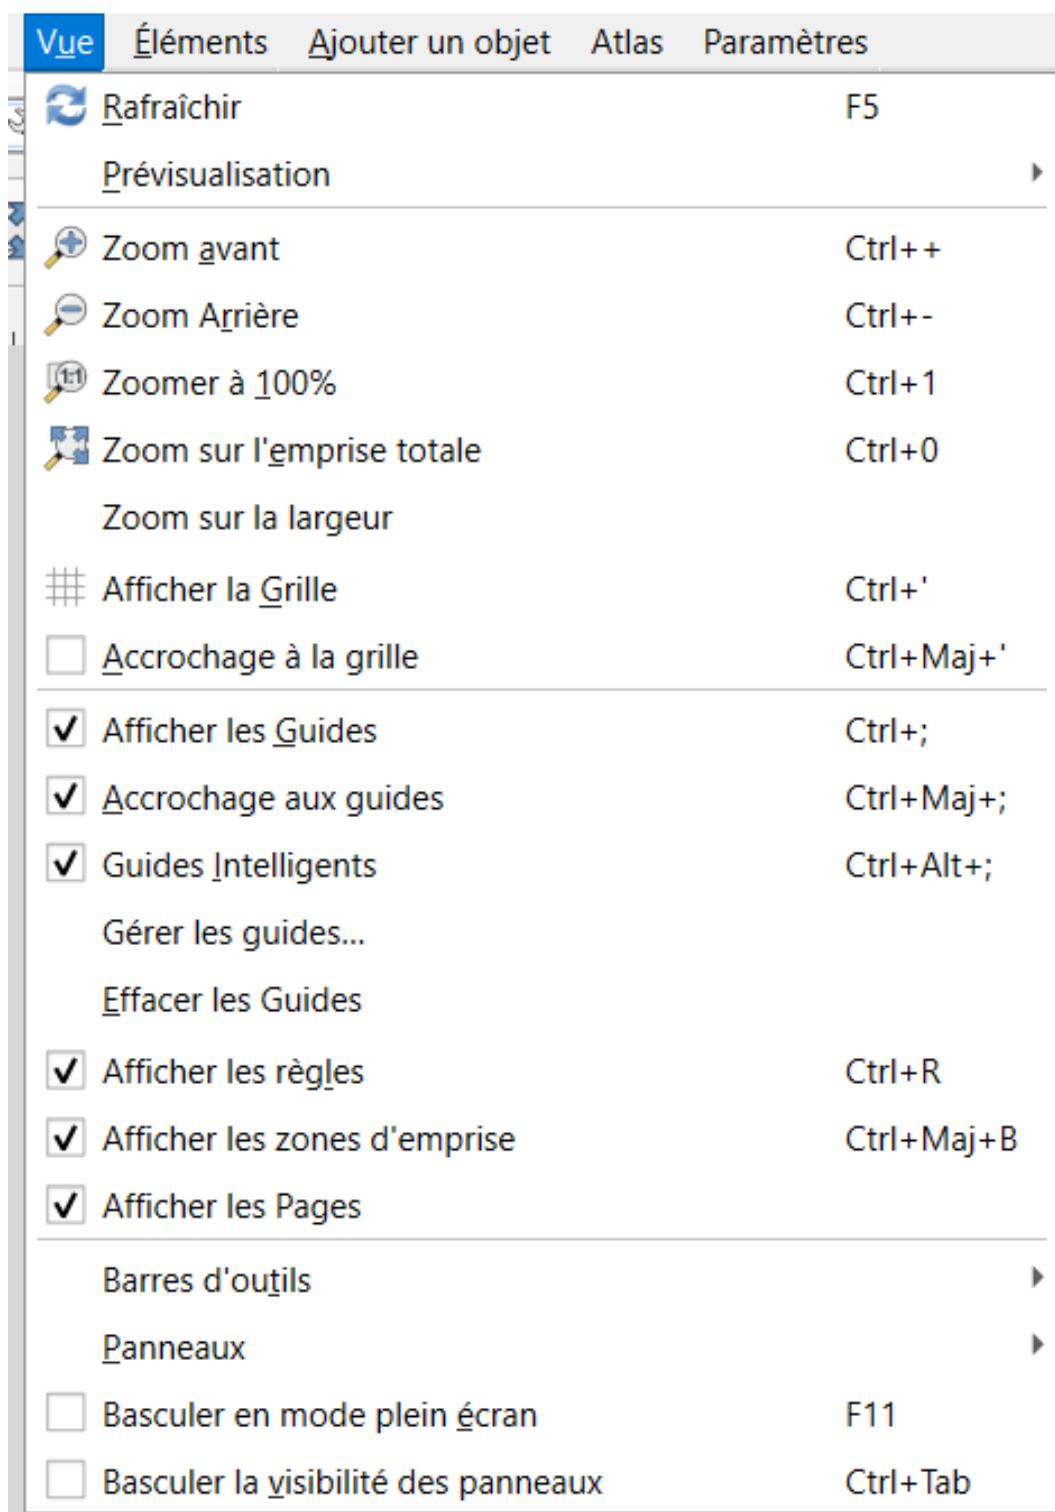 Vue Éléments Ajouter un objet Atlas Paramètres
Rafraîchir F5
Prévisualisation
Zoom avant Ctrl++
Zoom Arrière Ctrl+-
1:1 Zoomer à 100% Ctrl+1
Zoom sur l'emprise totale Ctrl+0
Zoom sur la largeur
Afficher la Grille Ctrl+'
Accrochage à la grille Ctrl+Maj+'
Afficher les Guides Ctrl+;
Accrochage aux guides Ctrl+Maj+;
Guides Intelligents Ctrl+Alt+;
Gérer les guides...
Effacer les Guides
Afficher les règles Ctrl+R
Afficher les zones d'emprise Ctrl+Maj+B
Afficher les Pages
Barres d'outils
Panneaux
Basculer en mode plein écran F11
Basculer la visibilité des panneaux Ctrl+Tab